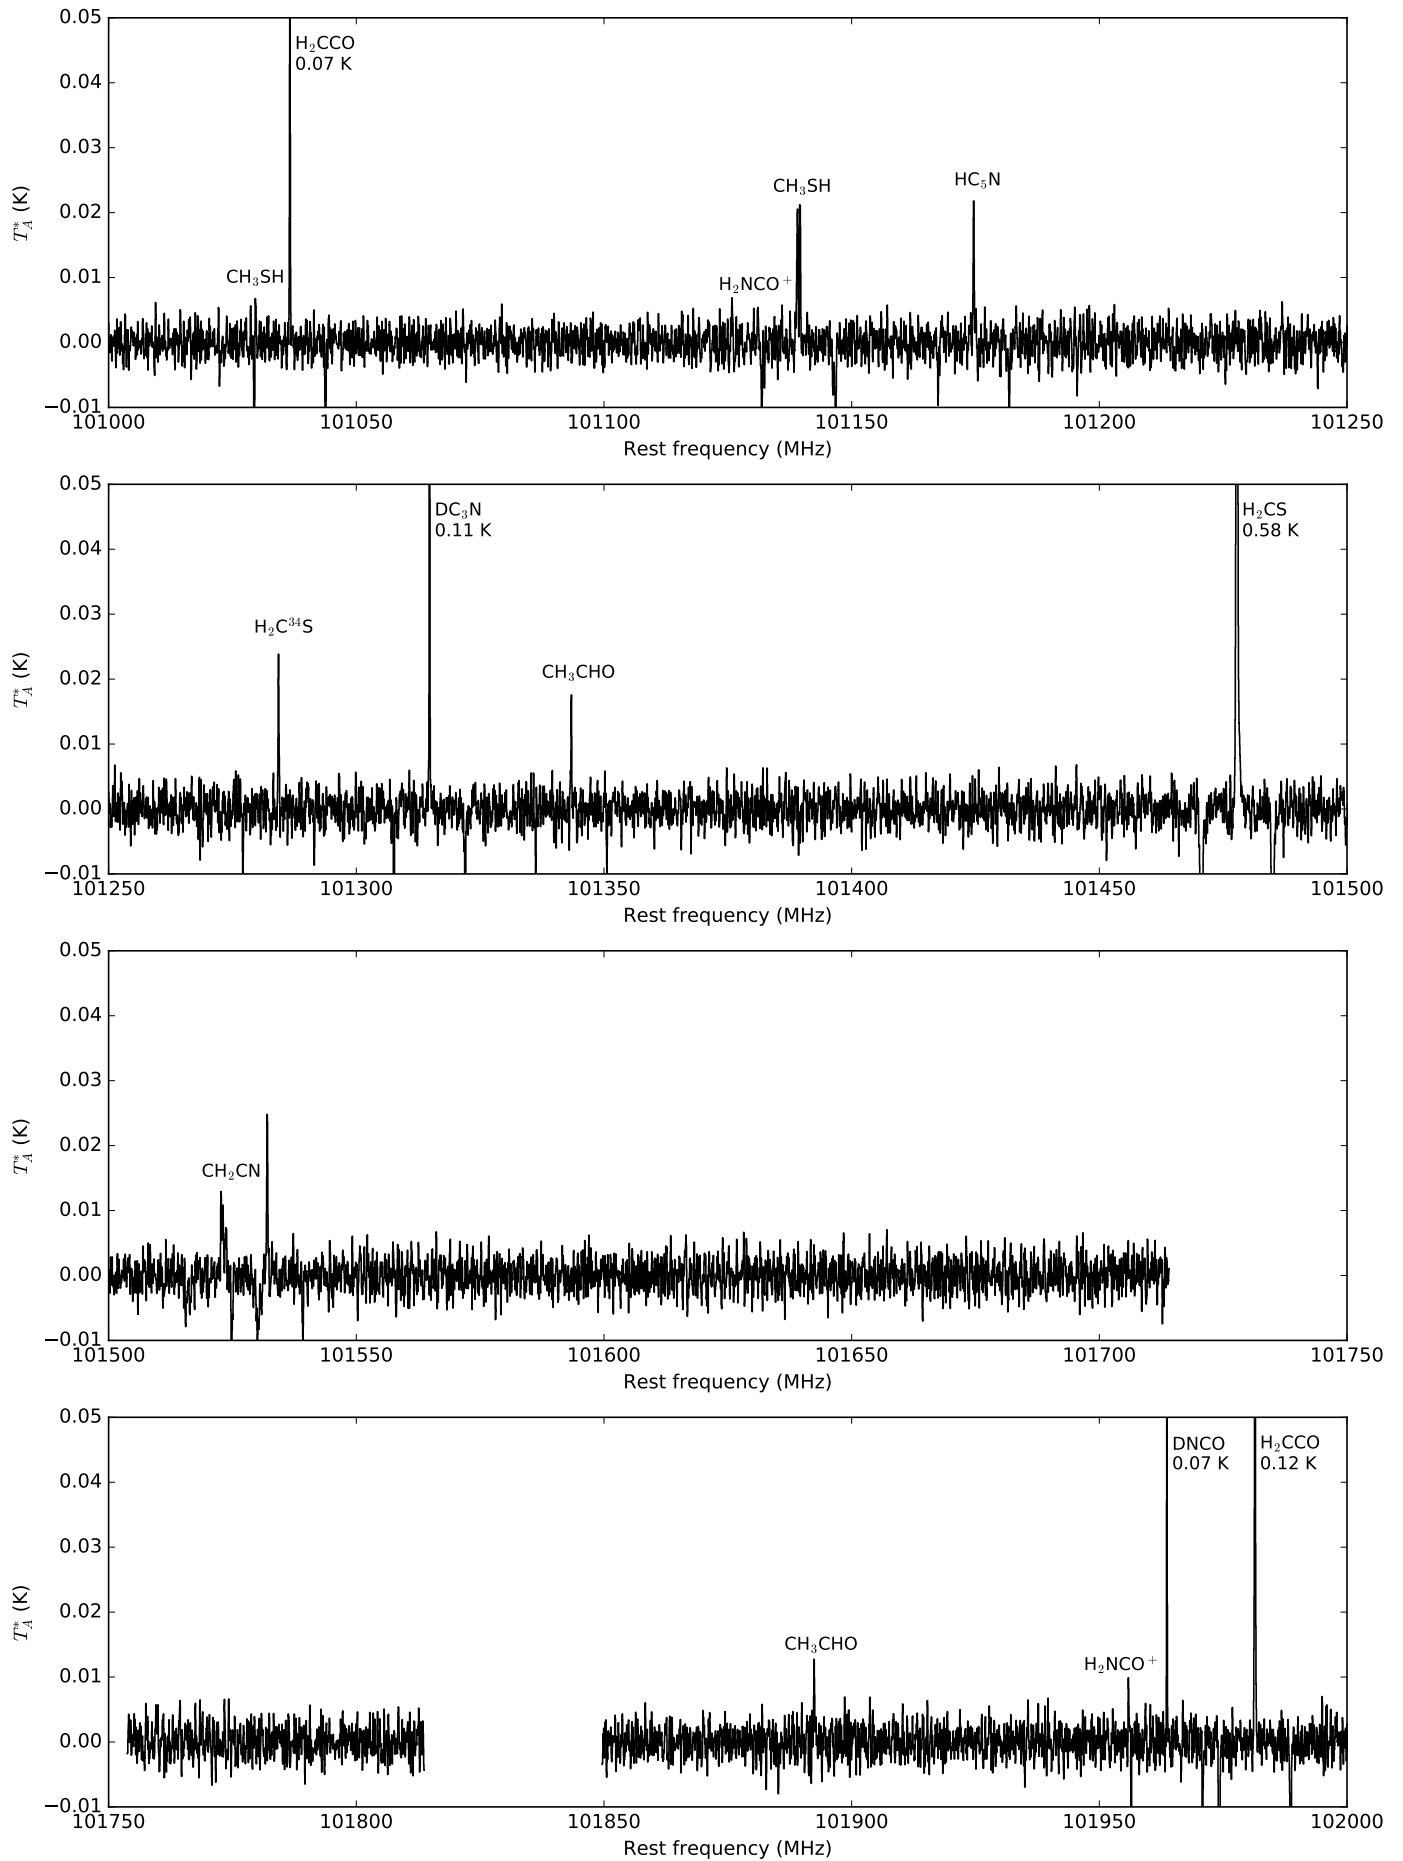 0.05
H₂CCO
0.07 K
0.04
0.03
CH₃SH
HC₅N
0.02
T*A (K)
CH₃SH
H₂NCO⁺
0.01
0.00
−0.01
101000 101050 101100 101150 101200 101250
Rest frequency (MHz)
0.05
DC₃N
0.11 K
H₂CS
0.58 K
0.04
0.03
H₂C³⁴S
CH₃CHO
0.02
T*A (K)
0.01
0.00
−0.01
101250 101300 101350 101400 101450 101500
Rest frequency (MHz)
0.05
0.04
0.03
0.02
T*A (K)
CH₂CN
0.01
0.00
−0.01
101500 101550 101600 101650 101700 101750
Rest frequency (MHz)
0.05
DNCO
0.07 K
H₂CCO
0.12 K
0.04
0.03
0.02
T*A (K)
CH₃CHO
H₂NCO⁺
0.01
0.00
−0.01
101750 101800 101850 101900 101950 102000
Rest frequency (MHz)